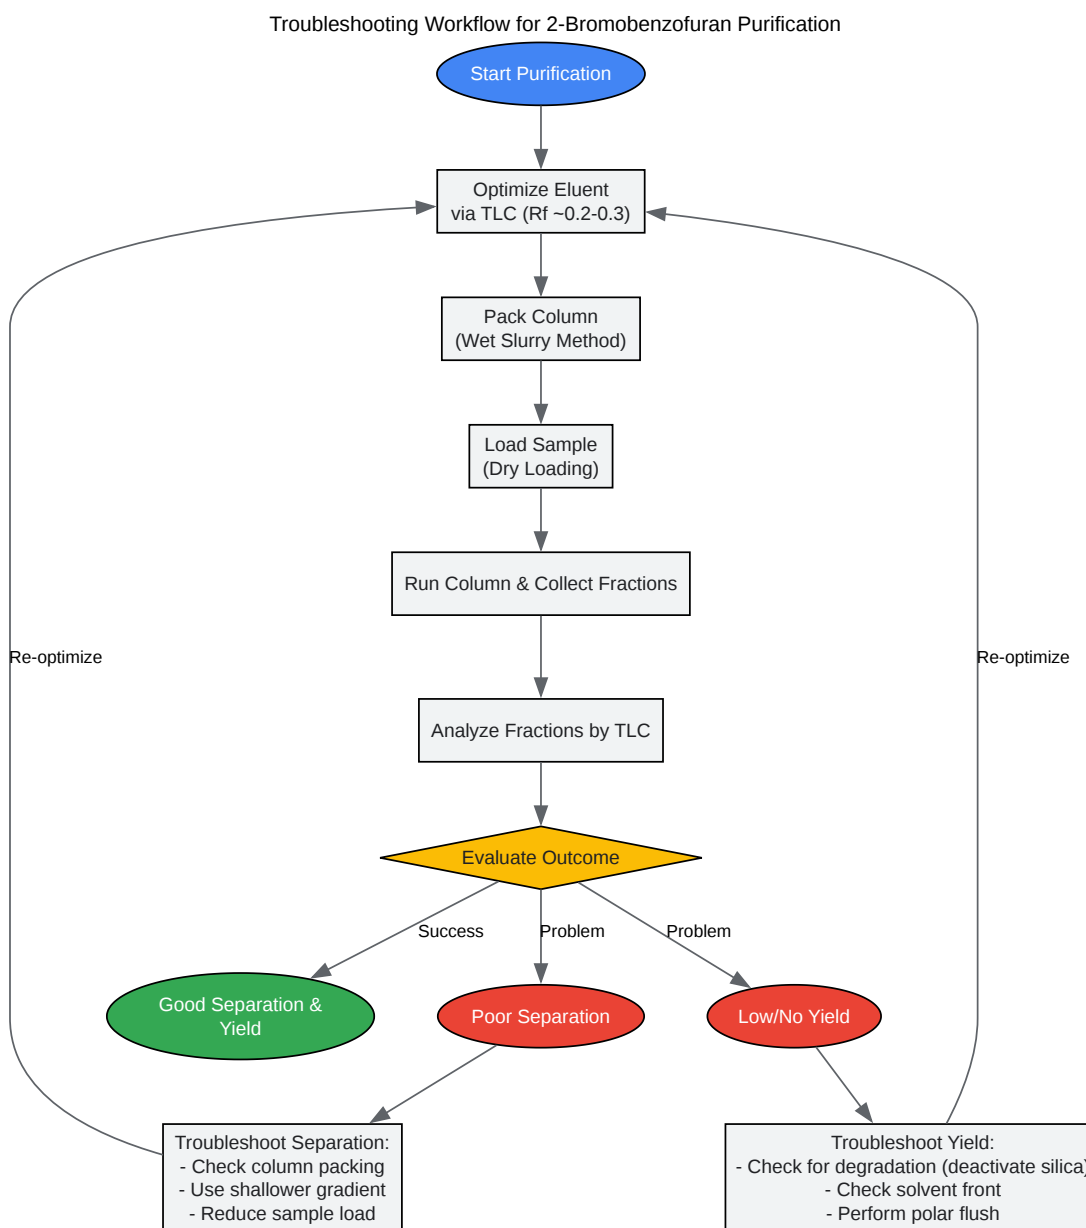 Troubleshooting Workflow for 2-Bromobenzofuran Purification
Start Purification
Optimize Eluent
via TLC (Rf ~0.2-0.3)
Pack Column
(Wet Slurry Method)
Load Sample
(Dry Loading)
Run Column & Collect Fractions
Re-optimize
Re-optimize
Analyze Fractions by TLC
Evaluate Outcome
Success
Problem
Problem
Good Separation &
Yield
Poor Separation
Low/No Yield
Troubleshoot Separation:
- Check column packing
- Use shallower gradient
- Reduce sample load
Troubleshoot Yield:
- Check for degradation (deactivate silica)
- Check solvent front
- Perform polar flush